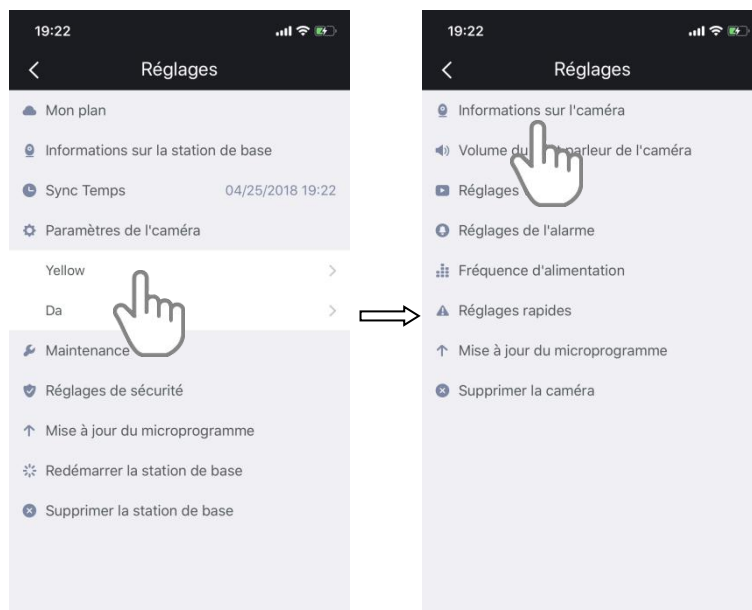 19:22
Réglages
Mon plan
Informations sur la station de base
Sync Temps 04/25/2018 19:22
Paramètres de l'caméra
Yellow
Da
Maintenance
Réglages de sécurité
Mise à jour du microprogramme
Redémarrer la station de base
Supprimer la station de base
19:22
Réglages
Informations sur l'caméra
Volume du parleur de l'caméra
Réglages
Réglages de l'alarme
Fréquence d'alimentation
Réglages rapides
Mise à jour du microprogramme
Supprimer la caméra